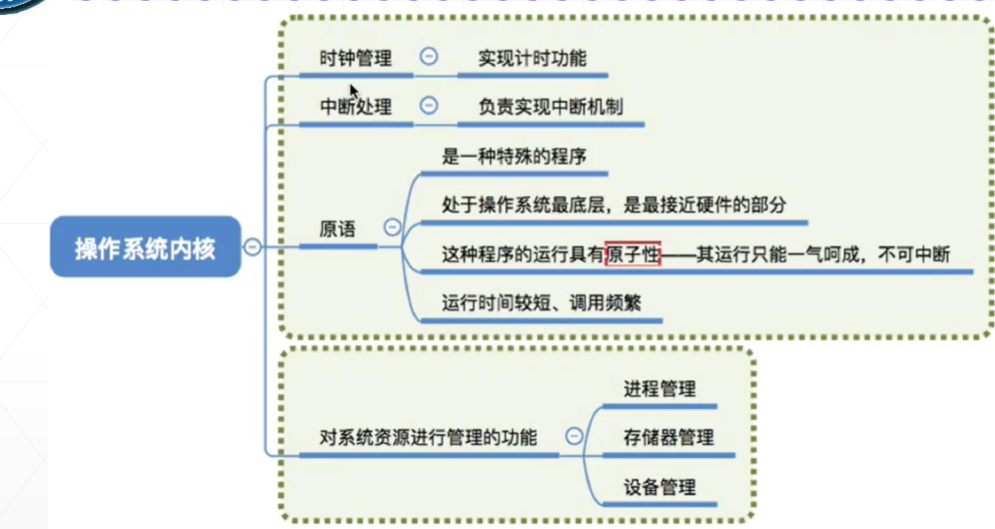 时钟管理
实现计时功能
中断处理
负责实现中断机制
是一种特殊的程序
处于操作系统最底层，是最接近硬件的部分
原语
操作系统内核
这种程序的运行具有原子性——其运行只能一气呵成，不可中断
运行时间较短、调用频繁
进程管理
对系统资源进行管理的功能
存储器管理
设备管理